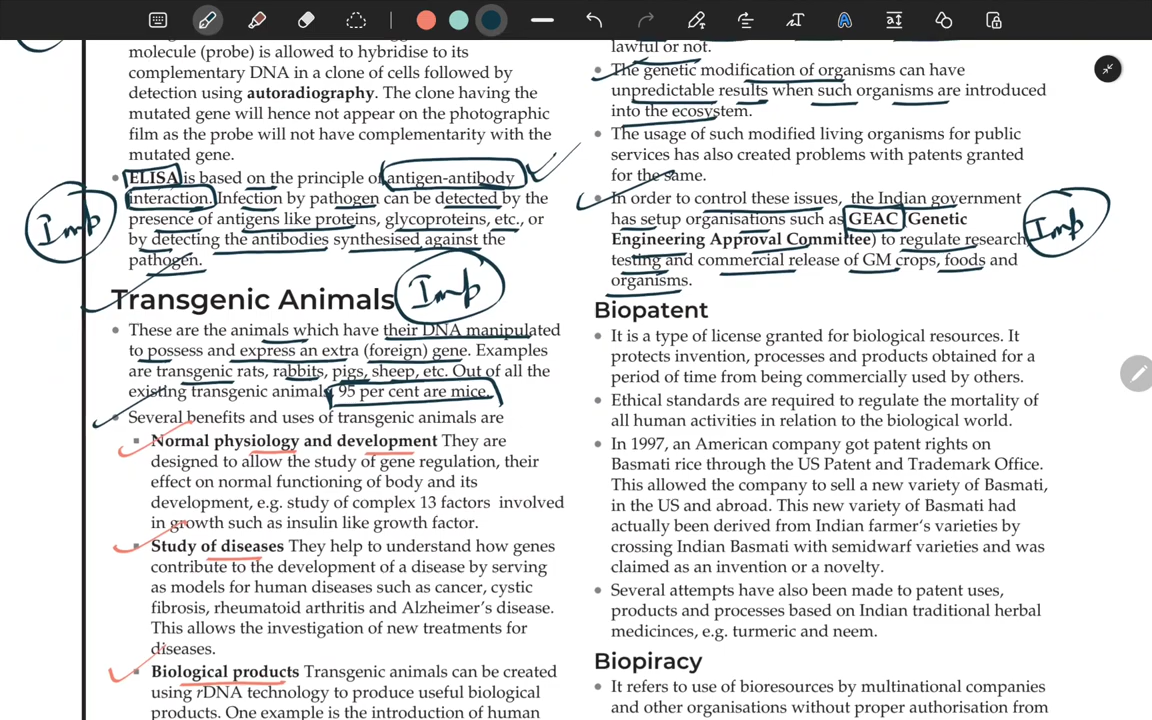 molecule (probe) is allowed to hybridise to its
complementary DNA in a clone of cells followed by
detection using autoradiography. The clone having the
mutated gene will hence not appear on the photographic
film as the probe will not have complementarity with the
mutated gene.
ELISA is based on the principle of antigen-antibody
interaction. Infection by pathogen can be detected by the
presence of antigens like proteins, glycoproteins, etc., or
by detecting the antibodies synthesised against the
pathogen.
Imp
Transgenic Animals
Imp
These are the animals which have their DNA manipulated
to possess and express an extra (foreign) gene. Examples
are transgenic rats, rabbits, pigs, sheep, etc. Out of all the
existing transgenic animals, 95 per cent are mice.
Several benefits and uses of transgenic animals are
Normal physiology and development They are
designed to allow the study of gene regulation, their
effect on normal functioning of body and its
development, e.g. study of complex 13 factors involved
in growth such as insulin like growth factor.
Study of diseases They help to understand how genes
contribute to the development of a disease by serving
as models for human diseases such as cancer, cystic
fibrosis, rheumatoid arthritis and Alzheimer's disease.
This allows the investigation of new treatments for
diseases.
Biological products Transgenic animals can be created
using rDNA technology to produce useful biological
products. One example is the introduction of human
lawful or not.
The genetic modification of organisms can have
unpredictable results when such organisms are introduced
into the ecosystem.
The usage of such modified living organisms for public
services has also created problems with patents granted
for the same.
In order to control these issues, the Indian government
has setup organisations such as GEAC (Genetic
Engineering Approval Committee) to regulate research,
testing and commercial release of GM crops, foods and
organisms.
Imp
Biopatent
It is a type of license granted for biological resources. It
protects invention, processes and products obtained for a
period of time from being commercially used by others.
Ethical standards are required to regulate the mortality of
all human activities in relation to the biological world.
In 1997, an American company got patent rights on
Basmati rice through the US Patent and Trademark Office.
This allowed the company to sell a new variety of Basmati,
in the US and abroad. This new variety of Basmati had
actually been derived from Indian farmer's varieties by
crossing Indian Basmati with semidwarf varieties and was
claimed as an invention or a novelty.
Several attempts have also been made to patent uses,
products and processes based on Indian traditional herbal
medicinces, e.g. turmeric and neem.
Biopiracy
It refers to use of bioresources by multinational companies
and other organisations without proper authorisation from